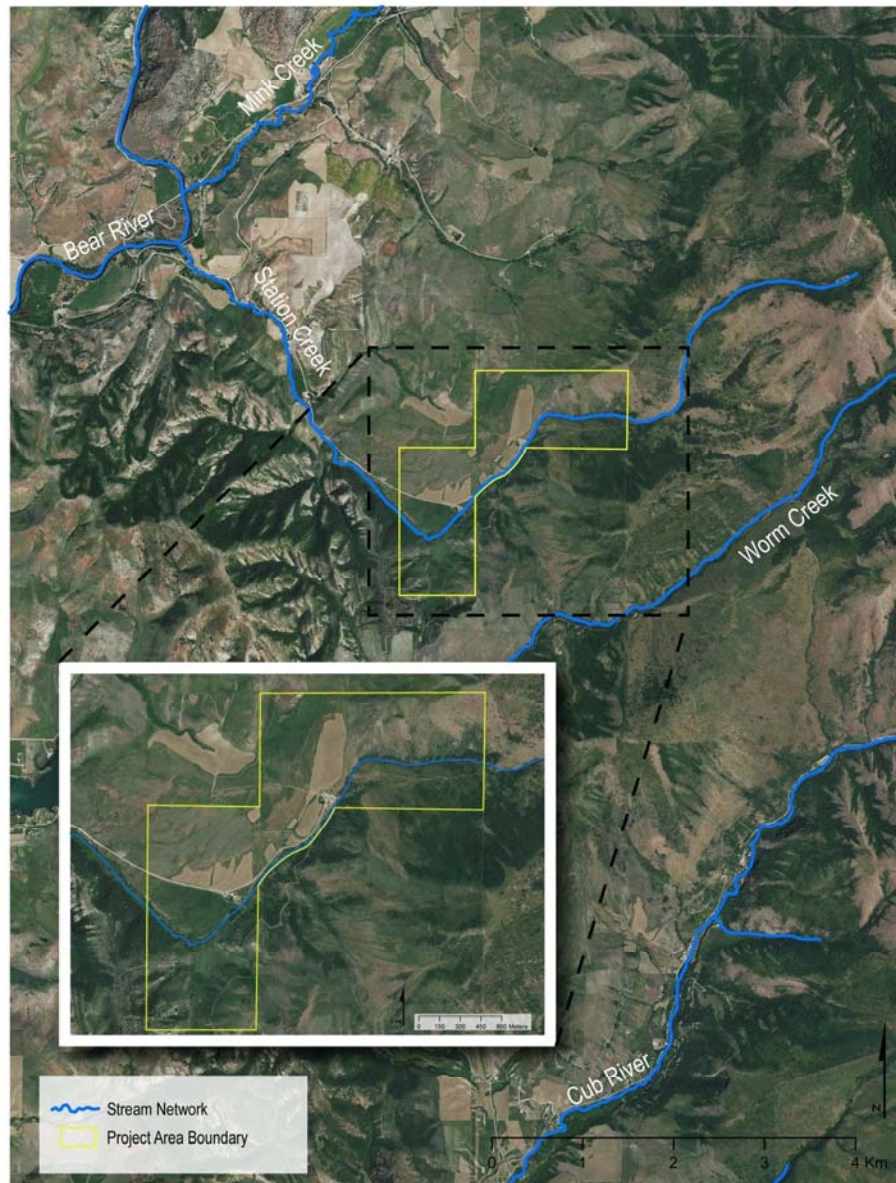 Mink Creek
Bear River
Station Creek
Worm Creek
0 150 300 450 600 Meters
Cub River
N
Stream Network
Project Area Boundary
0 1 2 3 4 Km